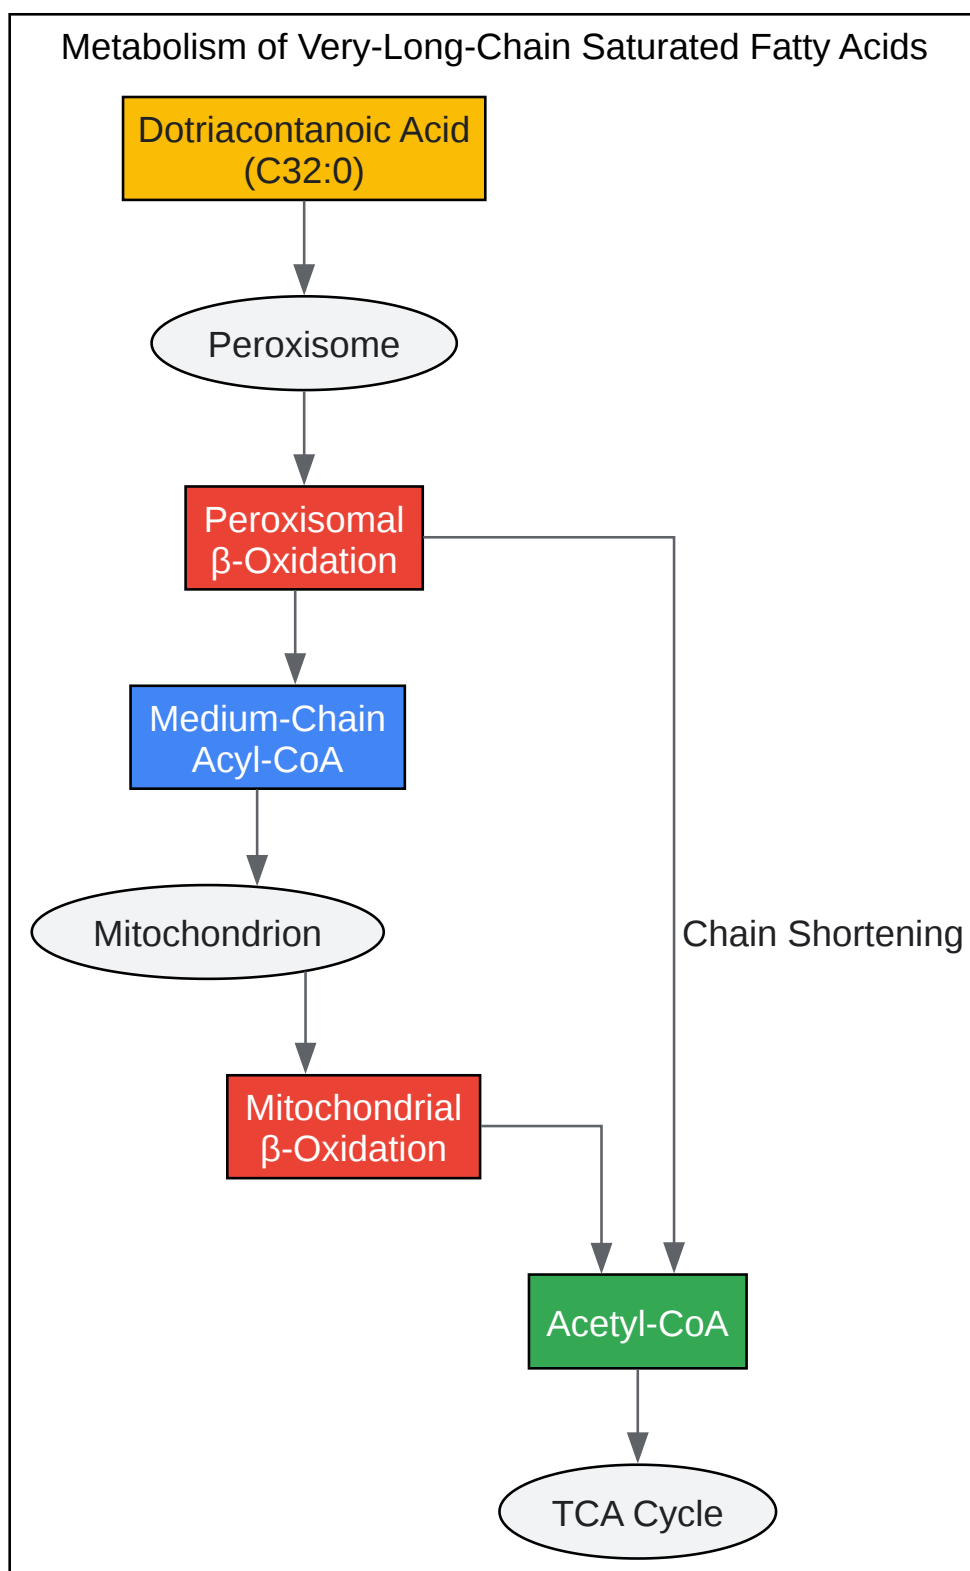 Metabolism of Very-Long-Chain Saturated Fatty Acids
Dotriacontanoic Acid
(C32:0)
Peroxisome
Peroxisomal
β-Oxidation
Medium-Chain
Acyl-CoA
Mitochondrion
Chain Shortening
Mitochondrial
β-Oxidation
Acetyl-CoA
TCA Cycle